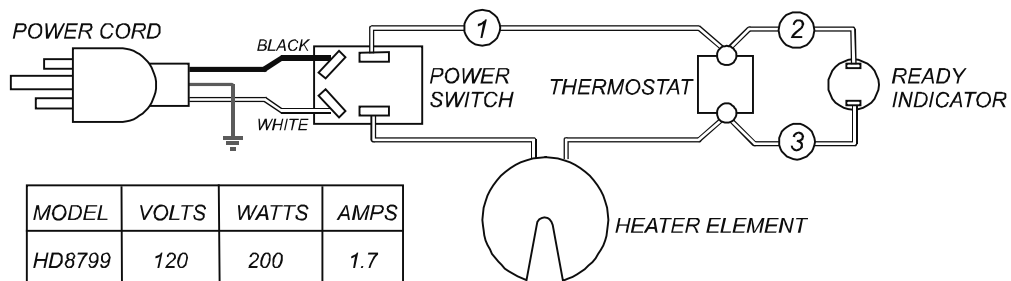 POWER CORD
BLACK
WHITE
POWER
SWITCH
1
THERMOSTAT
2
3
READY
INDICATOR
HEATER ELEMENT
MODEL VOLTS WATTS AMPS
HD8799 120 200 1.7